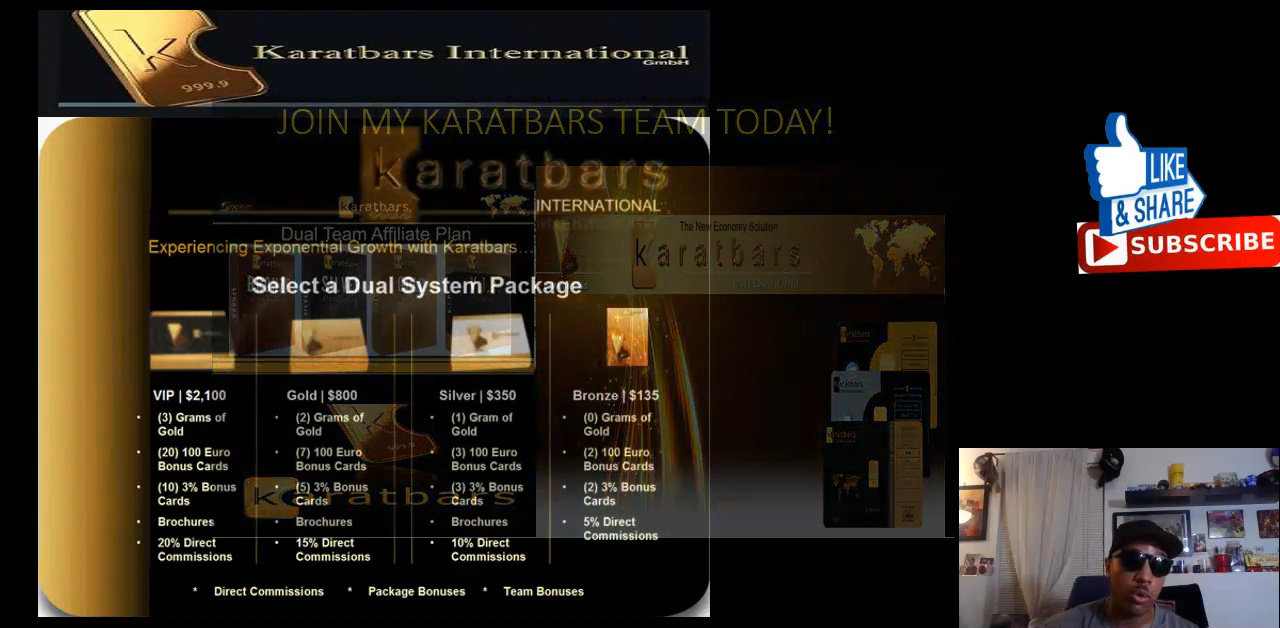 Karatbars International
GmbH
999.9
JOIN MY KARATBARS TEAM TODAY!
karatbars
INTERNATIONAL
karatbars
Dual Team Affiliate Plan
Experiencing Exponential Growth with Karatbars...
The New Economy Solution
karatbars
INTERNATIONAL
Select a Dual System Package
LIKE
& SHARE
SUBSCRIBE
VIP | $2,100
• (3) Grams of
Gold
• (20) 100 Euro
Bonus Cards
• (10) 3% Bonus
Cards
• Brochures
• 20% Direct
Commissions
Gold | $800
• (2) Grams of
Gold
• (7) 100 Euro
Bonus Cards
• (5) 3% Bonus
Cards
• Brochures
• 15% Direct
Commissions
Silver | $350
• (1) Gram of
Gold
• (3) 100 Euro
Bonus Cards
• (3) 3% Bonus
Cards
• Brochures
• 10% Direct
Commissions
Bronze | $135
• (0) Grams of
Gold
• (2) 100 Euro
Bonus Cards
• (2) 3% Bonus
Cards
• 5% Direct
Commissions
999.9
karatbars
* Direct Commissions * Package Bonuses * Team Bonuses